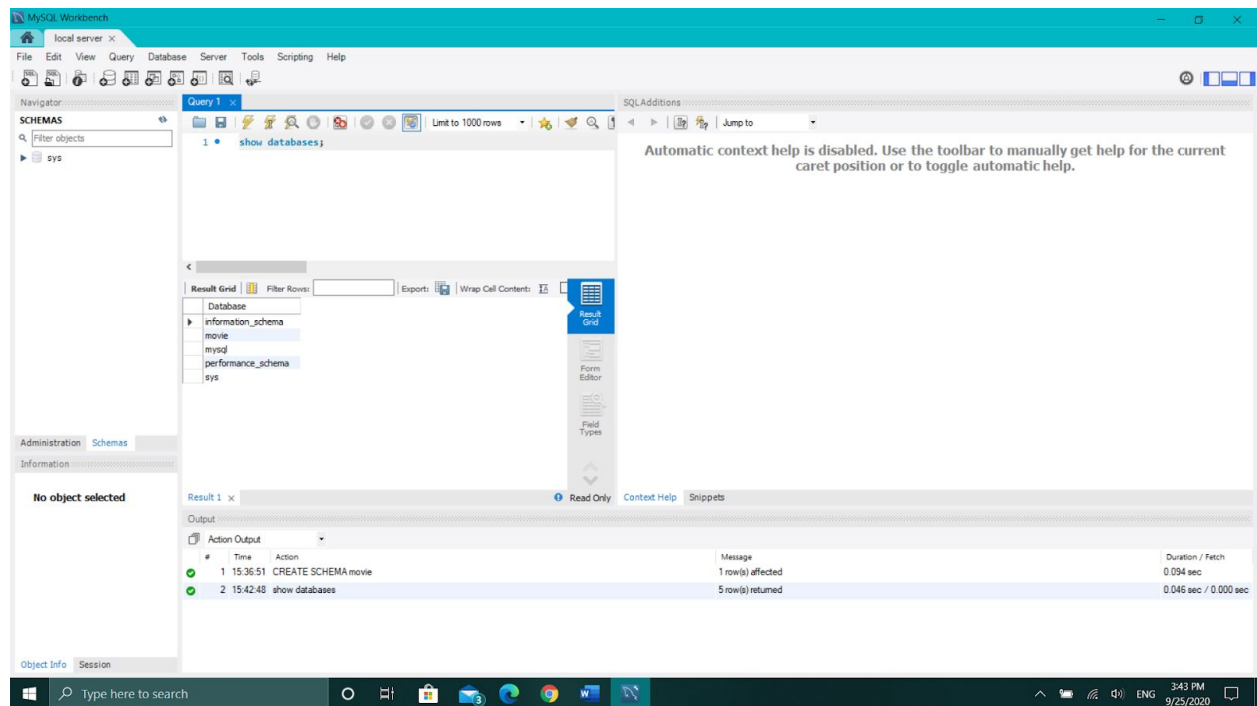 MySQL Workbench
local server ×
File Edit View Query Database Server Tools Scripting Help
Navigator
SCHEMAS
Filter objects
sys
Administration Schemas
Information
No object selected
Object Info Session
Query 1 ×
Limit to 1000 rows
1 show databases;
Result Grid Filter Rows: Export: Wrap Cell Content:
Database
information_schema
movie
mysql
performance_schema
sys
Result
Grid
Form
Editor
Field
Types
Result 1 × Read Only
SQLAdditions
Jump to
Automatic context help is disabled. Use the toolbar to manually get help for the current
caret position or to toggle automatic help.
Context Help Snippets
Output
Action Output
# Time Action Message Duration / Fetch
1 15:36:51 CREATE SCHEMA movie 1 row(s) affected 0.094 sec
2 15:42:48 show databases 5 row(s) returned 0.046 sec / 0.000 sec
Type here to search
ENG
3:43 PM
9/25/2020